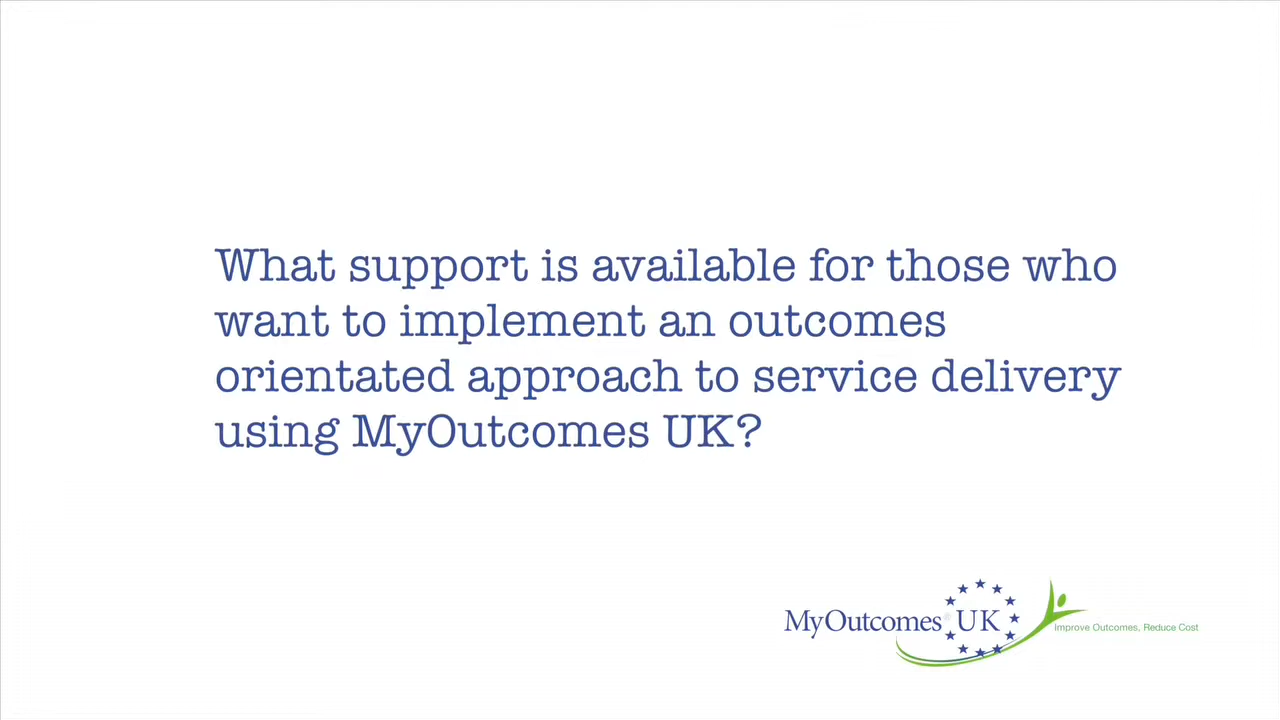 What support is available for those who
want to implement an outcomes
orientated approach to service delivery
using MyOutcomes UK?
MyOutcomes UK
Improve Outcomes, Reduce Cost